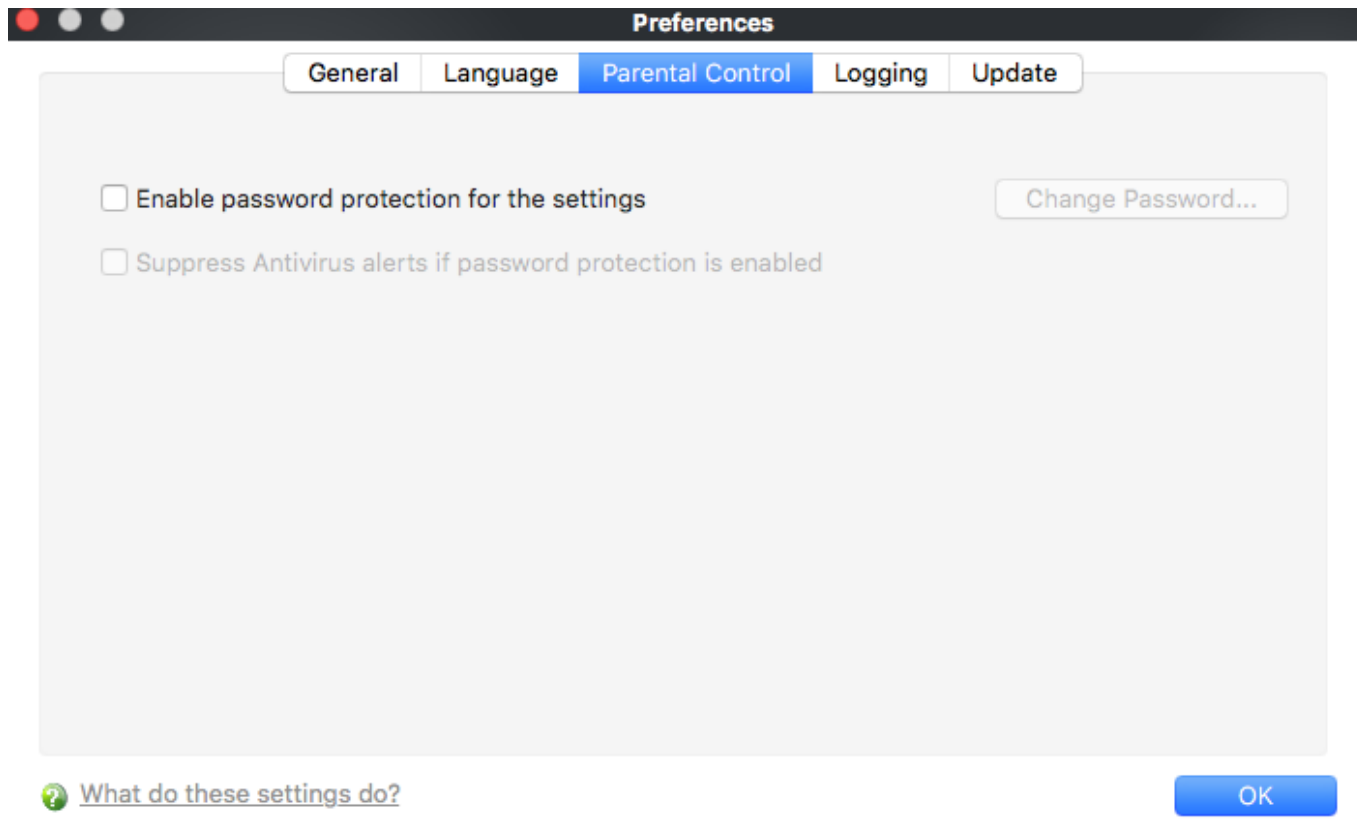 Preferences
General Language Parental Control Logging Update
Enable password protection for the settings Change Password...
Suppress Antivirus alerts if password protection is enabled
What do these settings do? OK